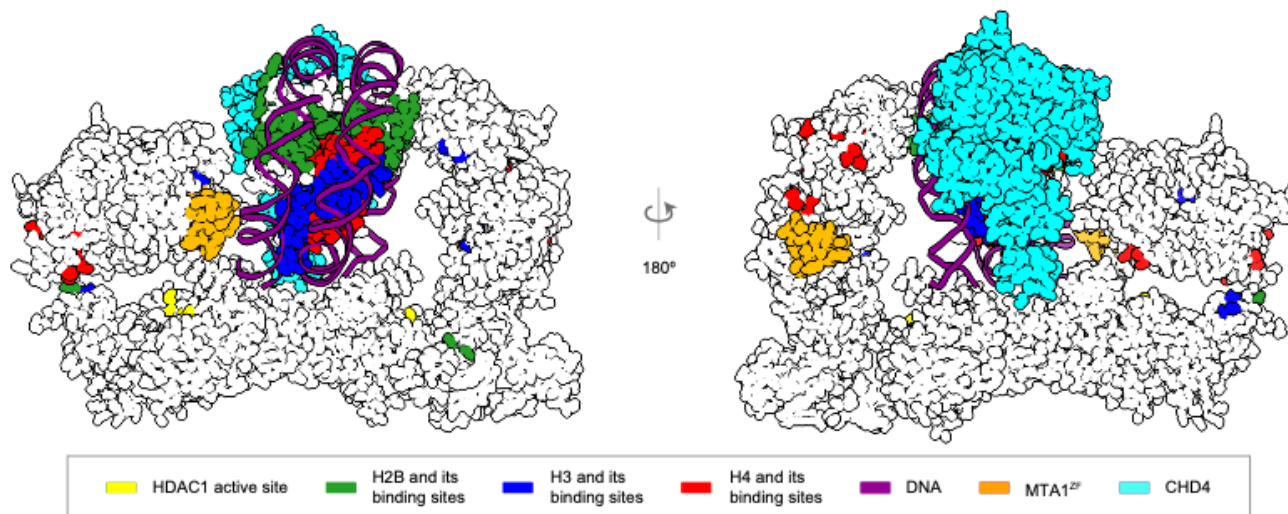 180º
HDAC1 active site
H2B and its
binding sites
H3 and its
binding sites
H4 and its
binding sites
DNA
MTA1ᶻᶠ
CHD4